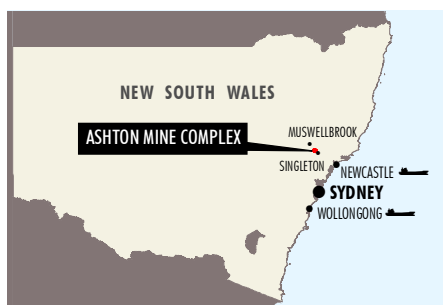 NEW SOUTH WALES
ASHTON MINE COMPLEX
MUSWELLBROOK
SINGLETON
NEWCASTLE
SYDNEY
WOLLONGONG